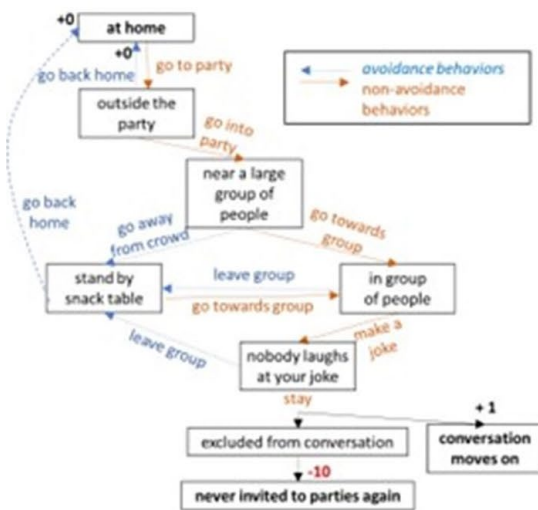 +0
at home
+0
go back home
go to party
avoidance behaviors
non-avoidance
behaviors
outside the
party
go into
party
near a large
group of
people
go back
home
go away
from crowd
go towards
group
stand by
snack table
leave group
go towards group
in group
of people
leave group
make a
joke
nobody laughs
at your joke
stay
+ 1
excluded from conversation
conversation
moves on
-10
never invited to parties again